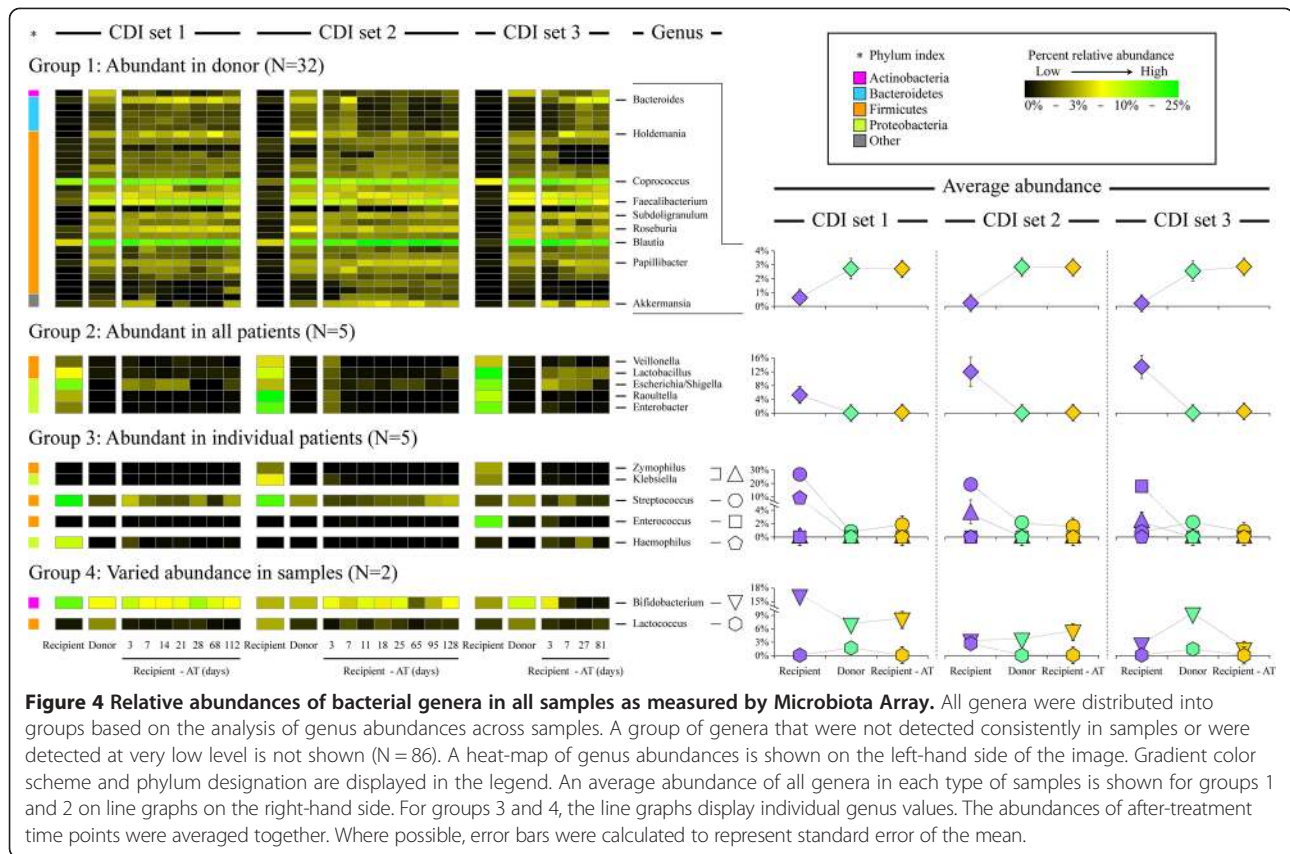 * CDI set 1 CDI set 2 CDI set 3 Genus
Group 1: Abundant in donor (N=32)
Bacteroides
Holdemania
Coprococcus
Faecalibacterium
Subdoligranulum
Roseburia
Blautia
Papillibacter
Akkermansia
Group 2: Abundant in all patients (N=5)
Veillonella
Lactobacillus
Escherichia/Shigella
Raoultella
Enterobacter
Group 3: Abundant in individual patients (N=5)
Zymophilus
Klebsiella
Streptococcus
Enterococcus
Haemophilus
Group 4: Varied abundance in samples (N=2)
Bifidobacterium
Lactococcus
Recipient Donor 3 7 14 21 28 68 112 Recipient Donor 3 7 11 18 25 65 95 128 Recipient Donor 3 7 27 81
Recipient - AT (days) Recipient - AT (days) Recipient - AT (days)
* Phylum index
Actinobacteria
Bacteroidetes
Firmicutes
Proteobacteria
Other
Percent relative abundance
Low High
0% - 3% - 10% - 25%
Average abundance
CDI set 1 CDI set 2 CDI set 3
4%
3%
2%
1%
0%
16%
12%
8%
4%
0%
30%
20%
10%
4%
2%
0%
18%
15%
9%
6%
3%
0%
Recipient Donor Recipient - AT Recipient Donor Recipient - AT Recipient Donor Recipient - AT
Figure 4 Relative abundances of bacterial genera in all samples as measured by Microbiota Array. All genera were distributed into
groups based on the analysis of genus abundances across samples. A group of genera that were not detected consistently in samples or were
detected at very low level is not shown (N = 86). A heat-map of genus abundances is shown on the left-hand side of the image. Gradient color
scheme and phylum designation are displayed in the legend. An average abundance of all genera in each type of samples is shown for groups 1
and 2 on line graphs on the right-hand side. For groups 3 and 4, the line graphs display individual genus values. The abundances of after-treatment
time points were averaged together. Where possible, error bars were calculated to represent standard error of the mean.